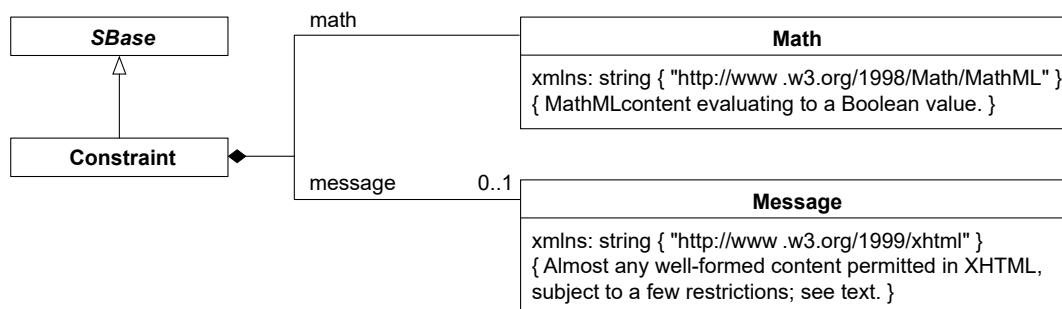 SBase
Constraint
math
Math
xmlns: string { "http://www .w3.org/1998/Math/MathML" }
{ MathMLcontent evaluating to a Boolean value. }
message 0..1
Message
xmlns: string { "http://www .w3.org/1999/xhtml" }
{ Almost any well-formed content permitted in XHTML,
subject to a few restrictions; see text. }